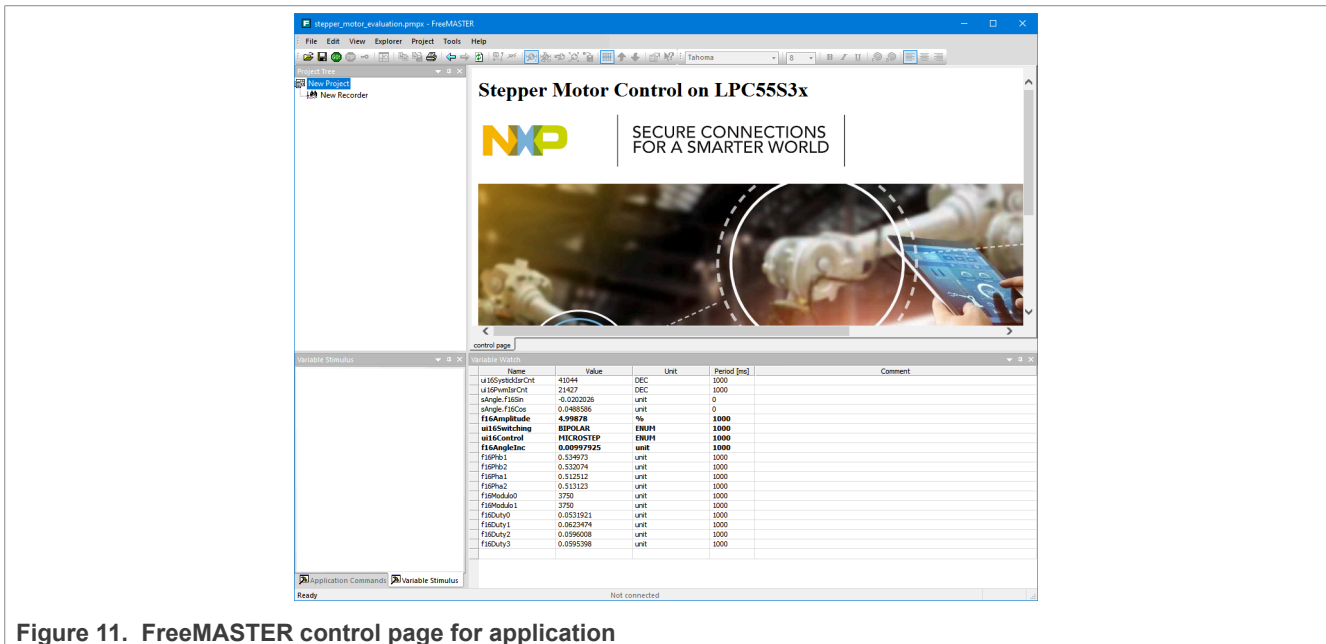 stepper_motor_evaluation.pmpx - FreeMASTER
File Edit View Explorer Project Tools Help
Tahoma 8 B I U
Project Tree
New Project
New Recorder
Stepper Motor Control on LPC55S3x
NXP
SECURE CONNECTIONS
FOR A SMARTER WORLD
control page
Variable Stimulus
Variable Watch
Name Value Unit Period [ms] Comment
ui16SystickIsrCnt 41044 DEC 1000
ui16PwmIsrCnt 21427 DEC 1000
sAngle.f16Sin -0.0202026 unit 0
sAngle.f16Cos 0.0488586 unit 0
f16Amplitude 4.99878 % 1000
ui16Switching BIPOLAR ENUM 1000
ui16Control MICROSTEP ENUM 1000
f16AngleInc 0.00997925 unit 1000
f16Phb1 0.534973 unit 1000
f16Phb2 0.532074 unit 1000
f16Pha1 0.512512 unit 1000
f16Pha2 0.513123 unit 1000
f16Modulo0 3750 unit 1000
f16Modulo1 3750 unit 1000
f16Duty0 0.0531921 unit 1000
f16Duty1 0.0623474 unit 1000
f16Duty2 0.0596008 unit 1000
f16Duty3 0.0595398 unit 1000
Application Commands Variable Stimulus
Ready Not connected
Figure 11. FreeMASTER control page for application